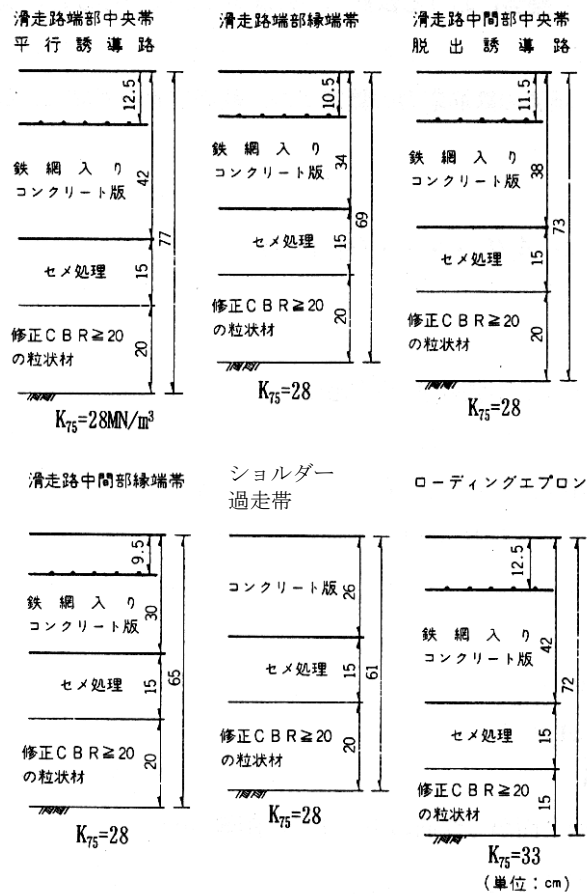 滑走路端部中央帯
平行誘導路
12.5
鉄網入り
コンクリート版
42
77
セメ処理
15
修正CBR≧20
の粒状材
20
K75=28MN/m³
滑走路端部縁端帯
10.5
鉄網入り
コンクリート版
34
69
セメ処理
15
修正CBR≧20
の粒状材
20
K75=28
滑走路中間部中央帯
脱出誘導路
11.5
鉄網入り
コンクリート版
38
73
セメ処理
15
修正CBR≧20
の粒状材
20
K75=28
滑走路中間部縁端帯
9.5
鉄網入り
コンクリート版
30
65
セメ処理
15
修正CBR≧20
の粒状材
20
K75=28
ショルダー
過走帯
コンクリート版
26
61
セメ処理
15
修正CBR≧20
の粒状材
20
K75=28
ローディングエプロン
12.5
鉄網入り
コンクリート版
42
72
セメ処理
15
修正CBR≧20
の粒状材
15
K75=33
(単位:cm)